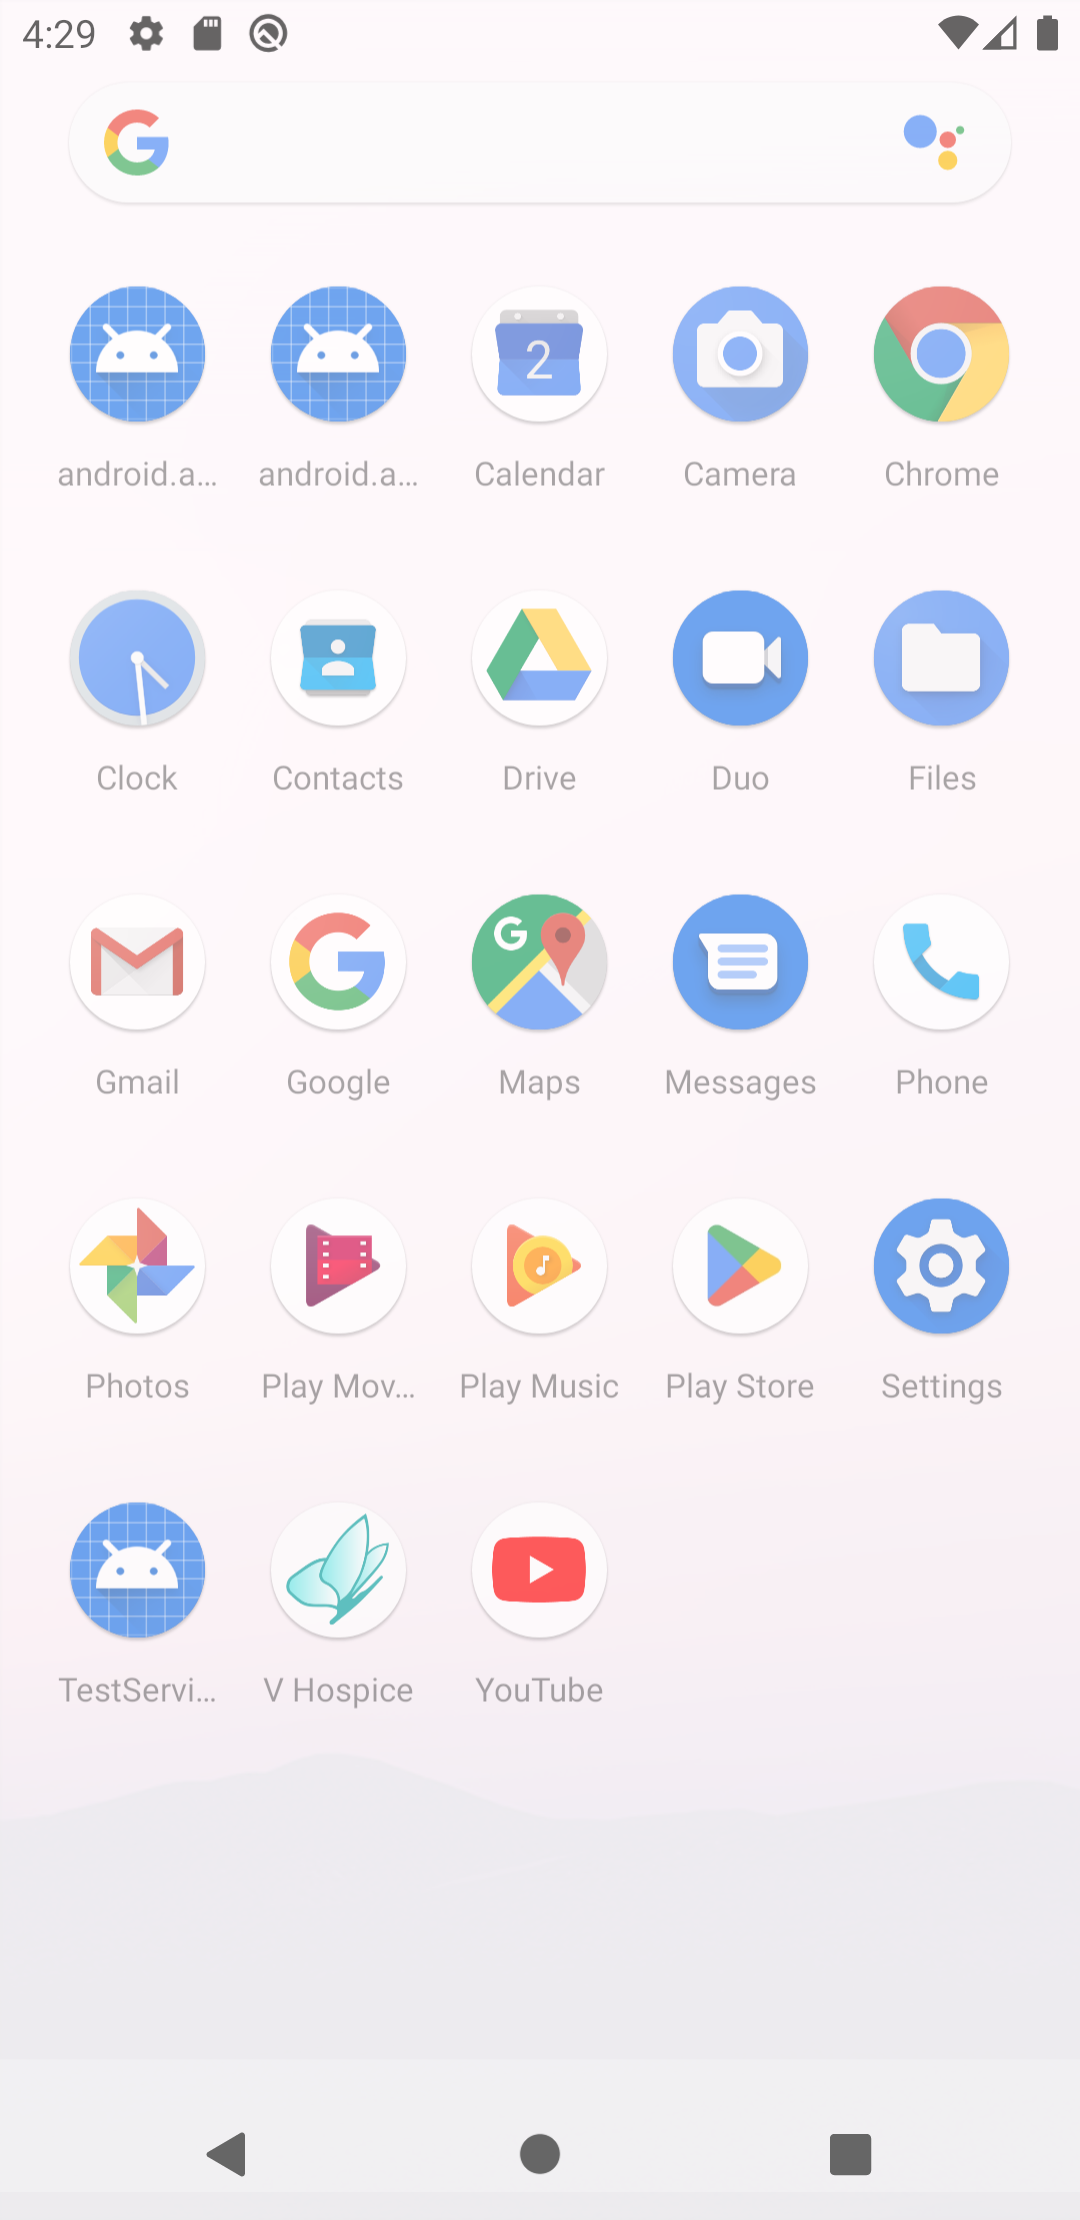 4:29
android.a... android.a... Calendar Camera Chrome
Clock Contacts Drive Duo Files
Gmail Google Maps Messages Phone
Photos Play Mov... Play Music Play Store Settings
TestServi... V Hospice YouTube